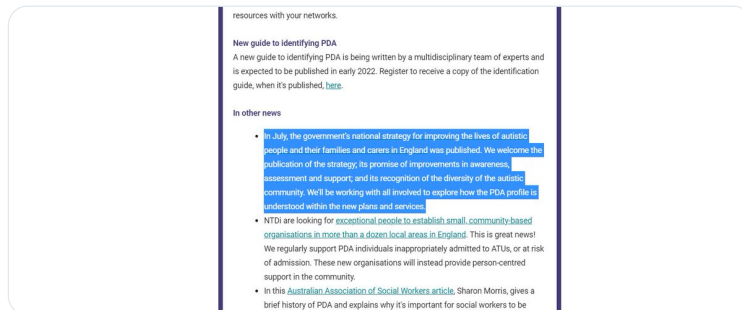 resources with your networks.
New guide to identifying PDA
A new guide to identifying PDA is being written by a multidisciplinary team of experts and
is expected to be published in early 2022. Register to receive a copy of the identification
guide, when it's published, here.
In other news
• In July, the government's national strategy for improving the lives of autistic
people and their families and carers in England was published. We welcome the
publication of the strategy; its promise of improvements in awareness,
assessment and support; and its recognition of the diversity of the autistic
community. We'll be working with all involved to explore how the PDA profile is
understood within the new plans and services.
• NTDi are looking for exceptional people to establish small, community-based
organisations in more than a dozen local areas in England. This is great news!
We regularly support PDA individuals inappropriately admitted to ATUs, or at risk
of admission. These new organisations will instead provide person-centred
support in the community.
• In this Australian Association of Social Workers article, Sharon Morris, gives a
brief history of PDA and explains why it's important for social workers to be